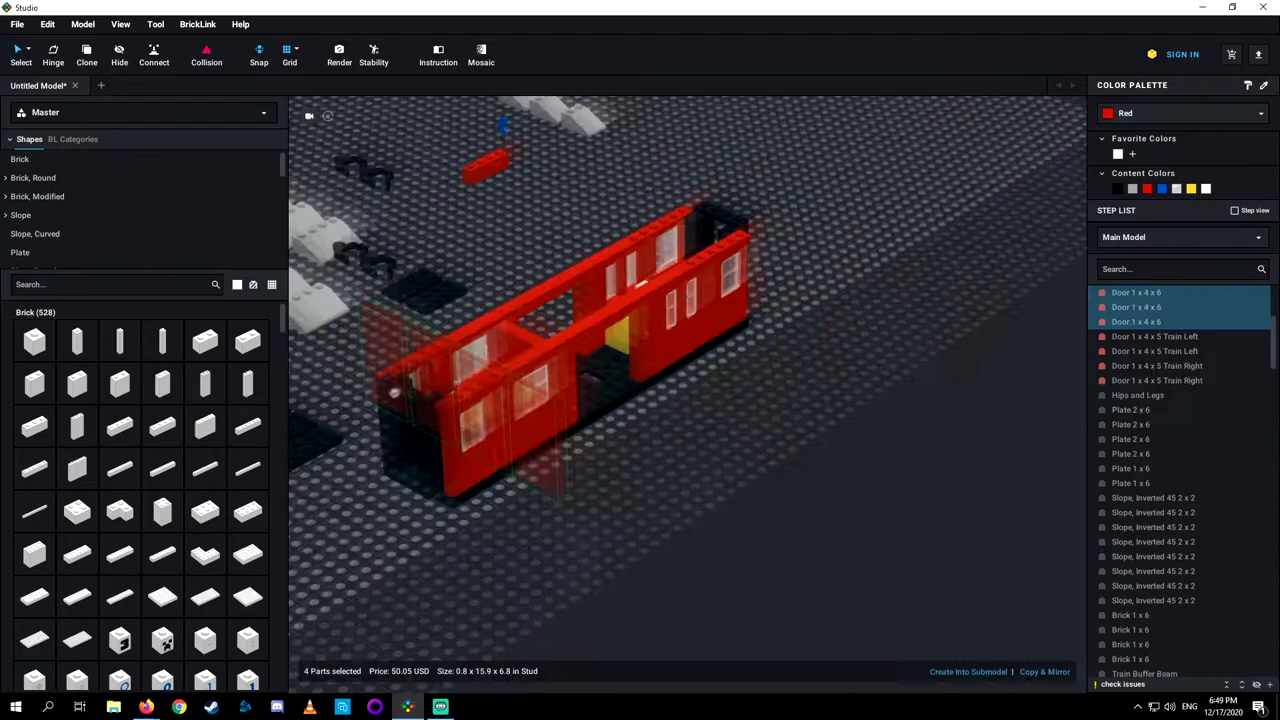 Studio
File Edit Model View Tool BrickLink Help
Select Hinge Clone Hide Connect Collision Snap Grid Render Stability Instruction Mosaic SIGN IN
Untitled Model*
COLOR PALETTE
Master
Red
Shapes BL Categories
Favorite Colors
Brick
Brick, Round
Content Colors
Brick, Modified
Slope
STEP LIST Step view
Slope, Curved
Main Model
Plate
Search...
Search...
Door 1 x 4 x 6
Door 1 x 4 x 6
Brick (528)
Door 1 x 4 x 6
Door 1 x 4 x 5 Train Left
Door 1 x 4 x 5 Train Left
Door 1 x 4 x 5 Train Right
Door 1 x 4 x 5 Train Right
Hips and Legs
Plate 2 x 6
Plate 2 x 6
Plate 2 x 6
Plate 2 x 6
Plate 1 x 6
Plate 1 x 6
Slope, Inverted 45 2 x 2
Slope, Inverted 45 2 x 2
Slope, Inverted 45 2 x 2
Slope, Inverted 45 2 x 2
Slope, Inverted 45 2 x 2
Slope, Inverted 45 2 x 2
Slope, Inverted 45 2 x 2
Slope, Inverted 45 2 x 2
Brick 1 x 6
Brick 1 x 6
Brick 1 x 6
Brick 1 x 6
Train Buffer Beam
4 Parts selected Price: 50.05 USD Size: 0.8 x 15.9 x 6.8 in Stud
Create Into Submodel | Copy & Mirror
check issues
ENG
6:49 PM
12/17/2020